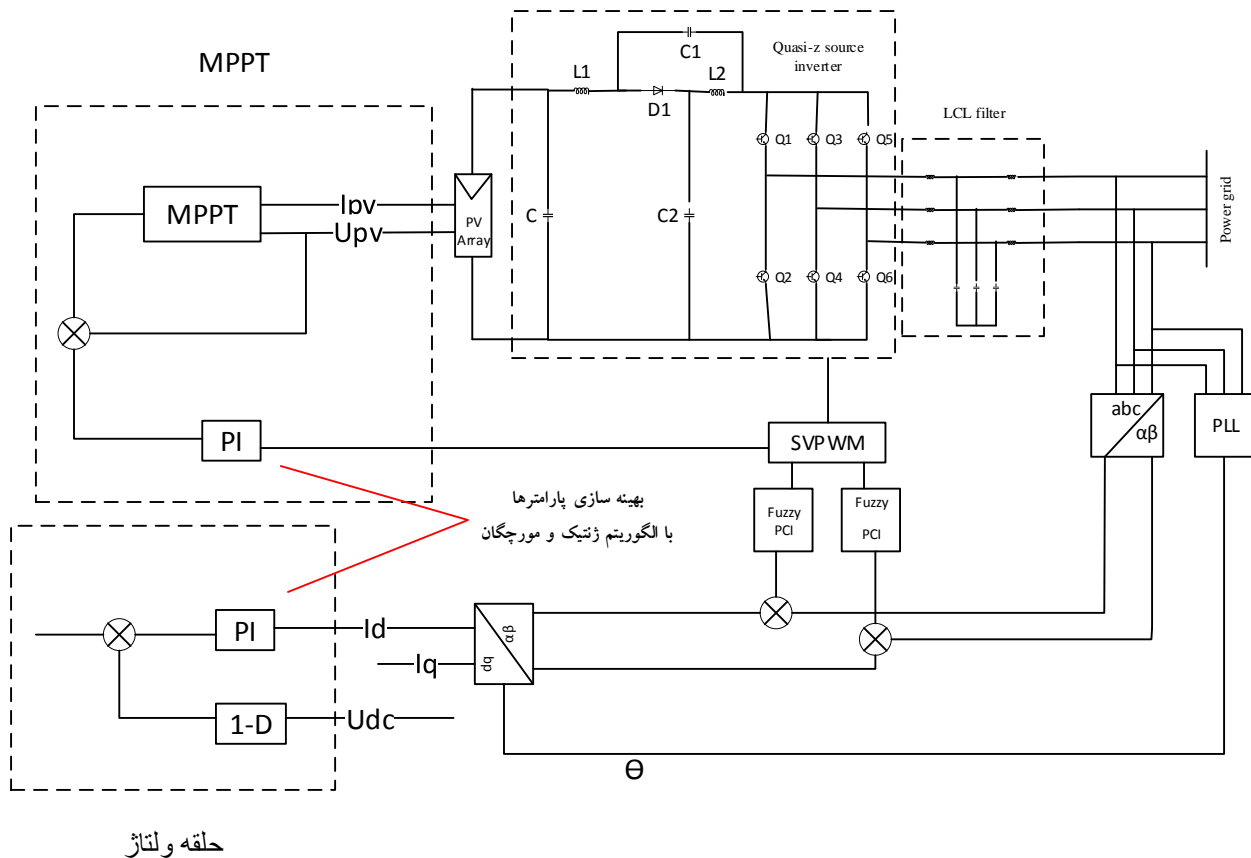 MPPT
MPPT
Ipv
Upv
PI
PV
Array
Quasi-z source
inverter
C1
L1
L2
D1
C
C2
Q1
Q3
Q5
Q2
Q4
Q6
LCL filter
Power grid
abc
αβ
PLL
SVPWM
Fuzzy
PCI
Fuzzy
PCI
بهینه سازی پارامترها
با الگوریتم ژنتیک و مورچگان
PI
Id
Iq
αβ
dq
1-D
Udc
Θ
حلقه ولتاژ